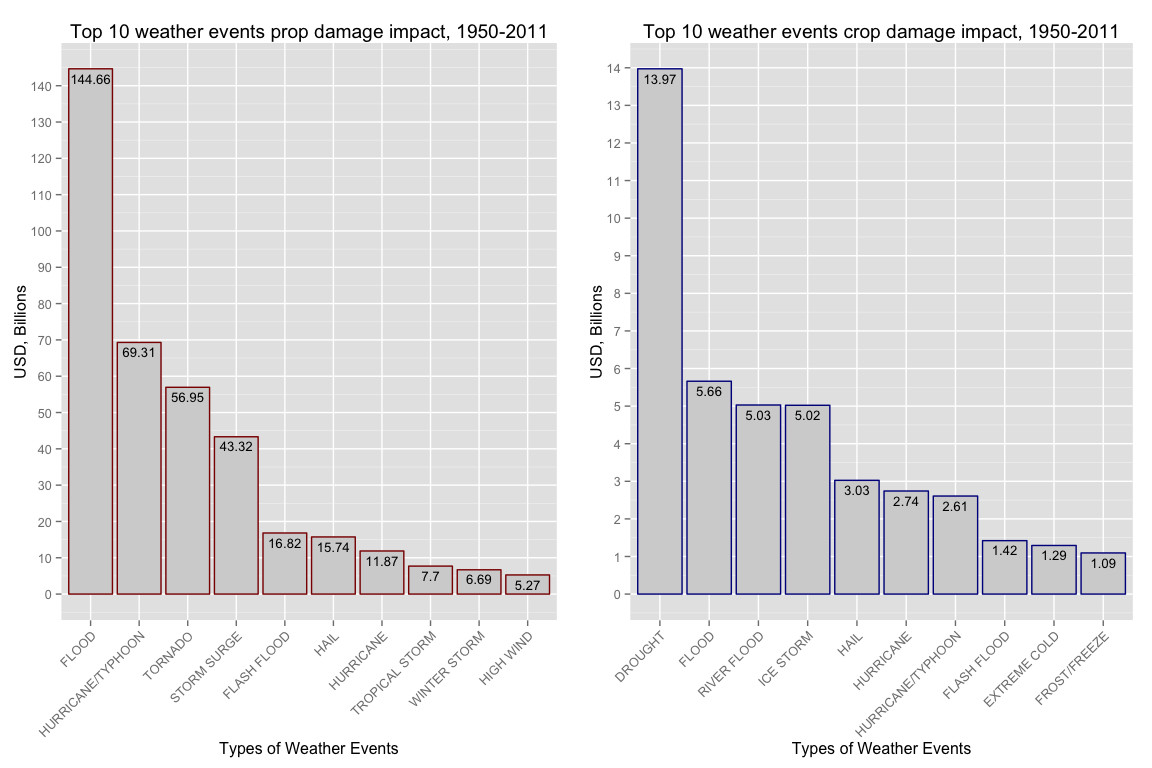 Top 10 weather events prop damage impact, 1950-2011
USD, Billions
140
130
120
110
100
90
80
70
60
50
40
30
20
10
0
144.66
69.31
56.95
43.32
16.82
15.74
11.87
7.7
6.69
5.27
FLOOD
HURRICANE/TYPHOON
TORNADO
STORM SURGE
FLASH FLOOD
HAIL
HURRICANE
TROPICAL STORM
WINTER STORM
HIGH WIND
Types of Weather Events
Top 10 weather events crop damage impact, 1950-2011
USD, Billions
14
13
12
11
10
9
8
7
6
5
4
3
2
1
0
13.97
5.66
5.03
5.02
3.03
2.74
2.61
1.42
1.29
1.09
DROUGHT
FLOOD
RIVER FLOOD
ICE STORM
HAIL
HURRICANE
HURRICANE/TYPHOON
FLASH FLOOD
EXTREME COLD
FROST/FREEZE
Types of Weather Events